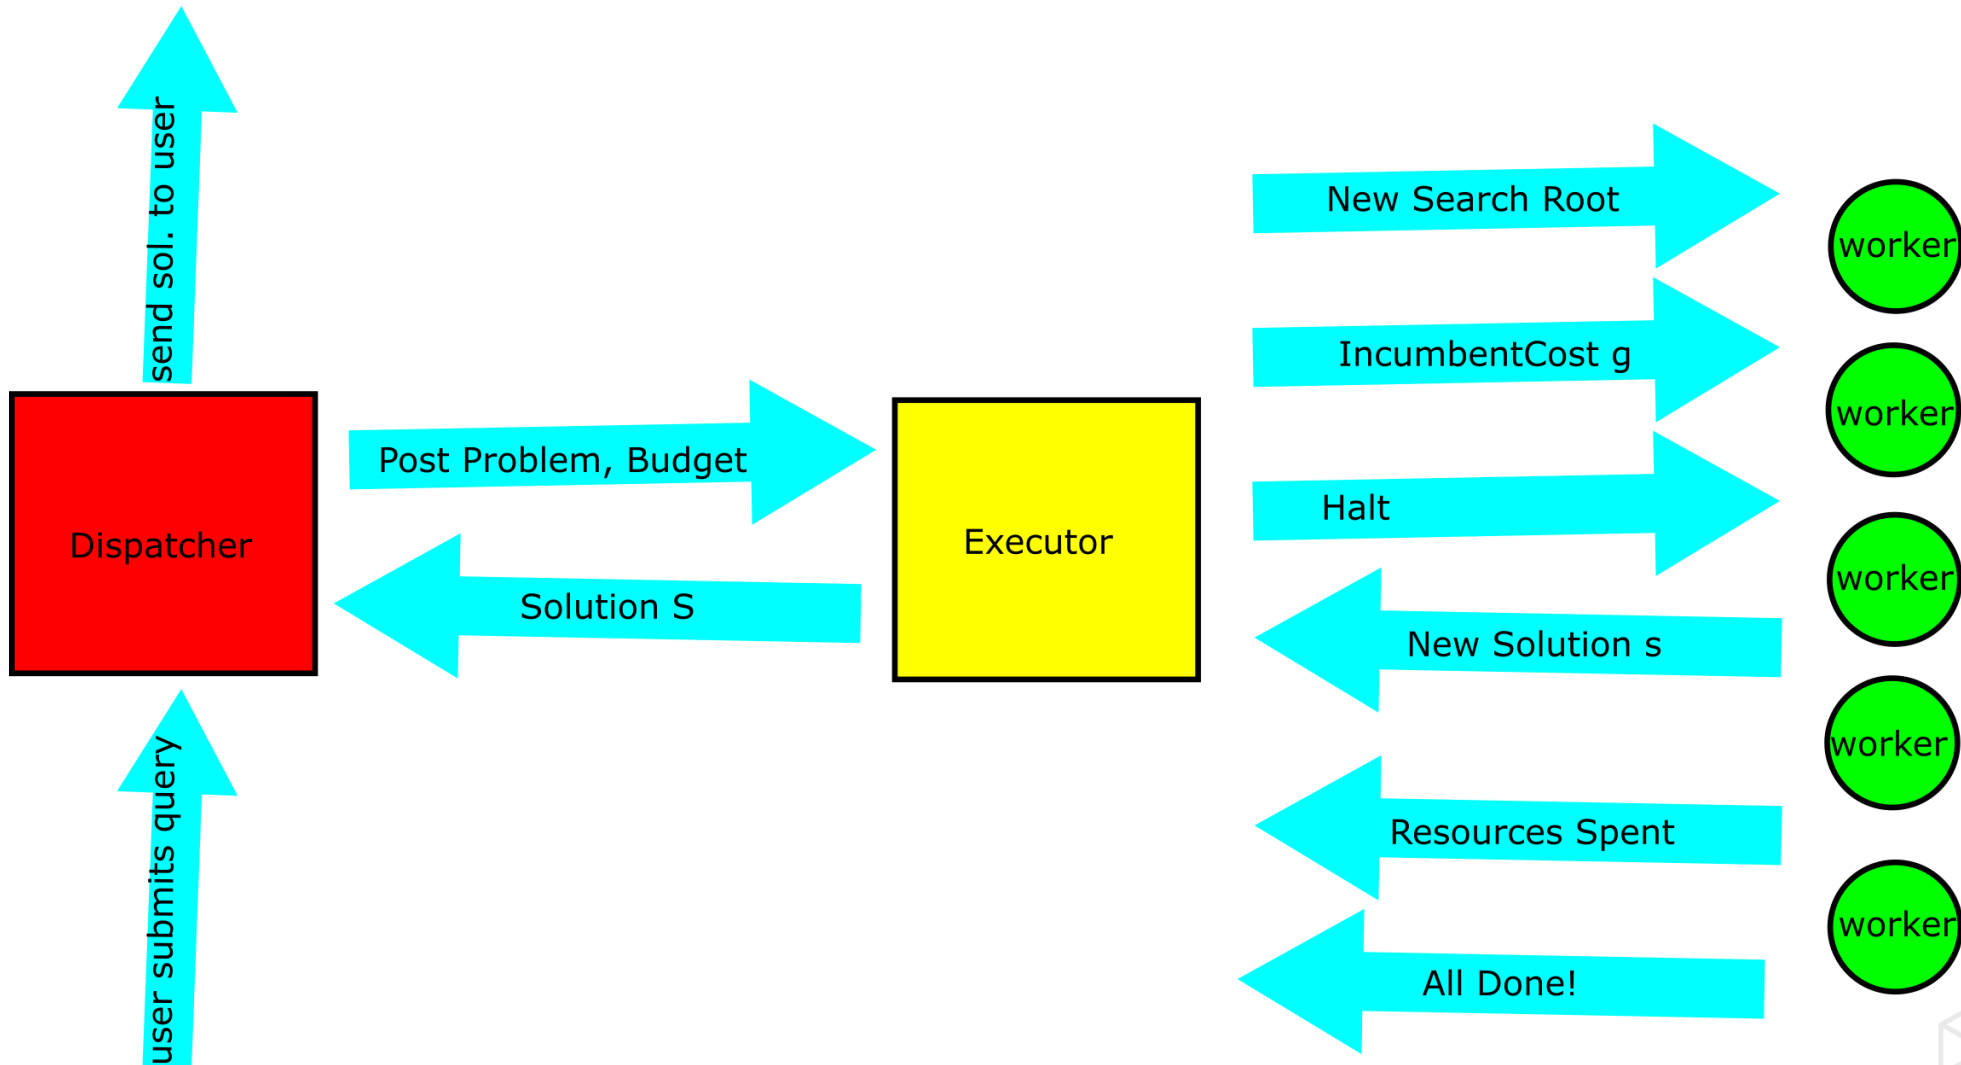 send sol. to user
Dispatcher
user submits query
Post Problem, Budget
Solution S
Executor
New Search Root
IncumbentCost g
Halt
New Solution s
Resources Spent
All Done!
worker
worker
worker
worker
worker